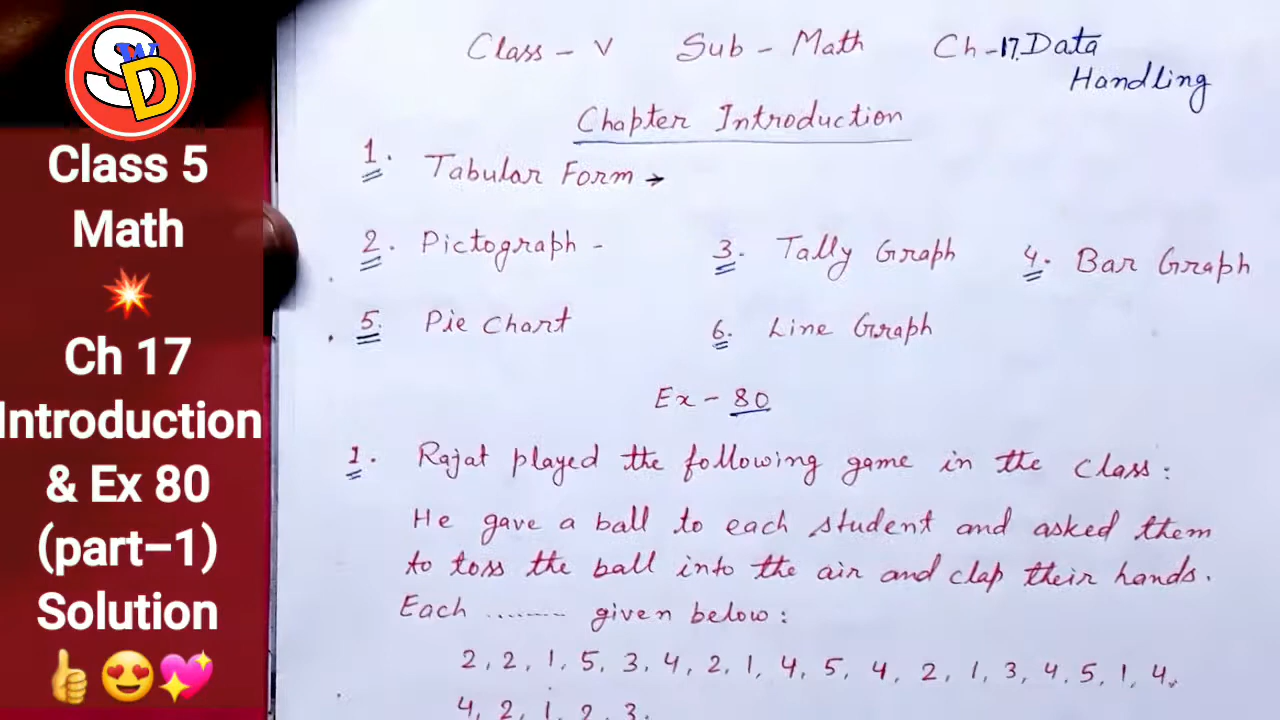 SWD
Class 5
Math
Ch 17
Introduction
& Ex 80
(part-1)
Solution
Class - V Sub - Math Ch - 17. Data
Handling
Chapter Introduction
1. Tabular Form →
2. Pictograph - 3. Tally Graph 4. Bar Graph
5. Pie Chart 6. Line Graph
Ex - 80
1. Rajat played the following game in the class :
He gave a ball to each student and asked them
to toss the ball into the air and clap their hands.
Each ........ given below :
2, 2, 1, 5, 3, 4, 2, 1, 4, 5, 4, 2, 1, 3, 4, 5, 1, 4,
4, 2, 1, 2, 3.